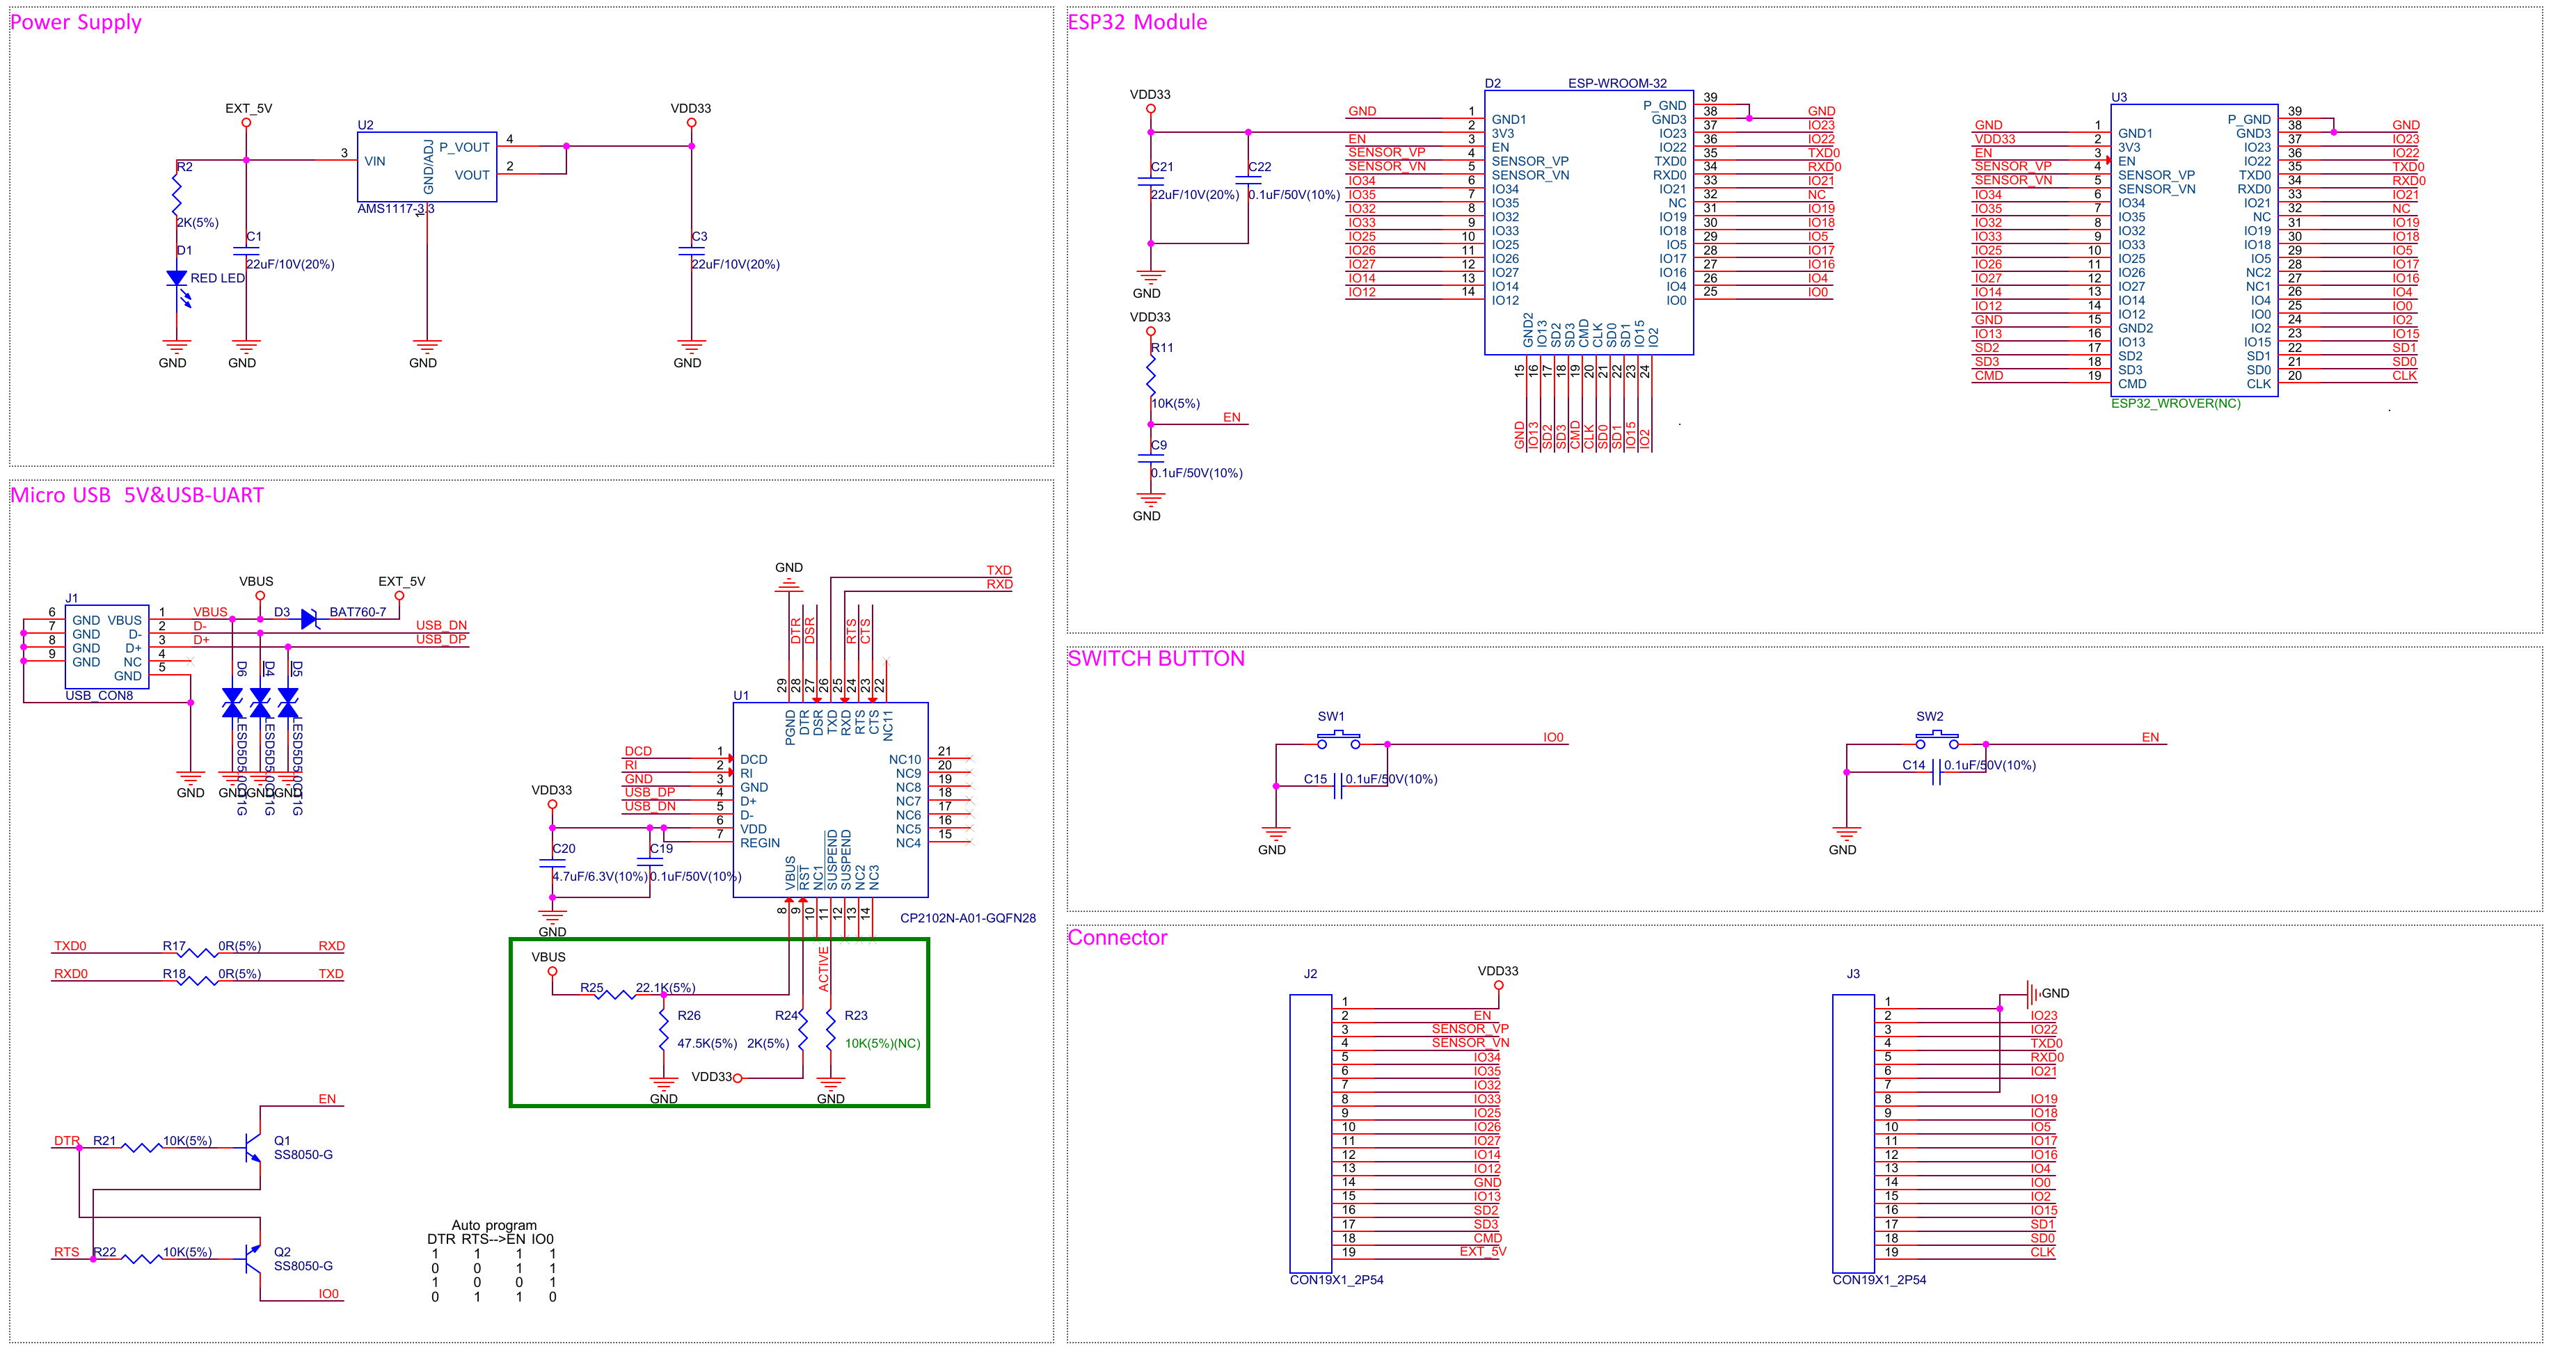 Power Supply
EXT_5V
VDD33
U2
3
VIN
GND/ADJ
P_VOUT
4
VOUT
2
AMS1117-3.3
R2
2K(5%)
D1
RED LED
C1
22uF/10V(20%)
C3
22uF/10V(20%)
GND
GND
GND
GND
ESP32 Module
VDD33
C21
22uF/10V(20%)
C22
0.1uF/50V(10%)
GND
VDD33
R11
10K(5%)
EN
C9
0.1uF/50V(10%)
GND
D2 ESP-WROOM-32
P_GND 39
GND 1 GND1 GND3 38 GND
2 3V3 IO23 37 IO23
EN 3 EN IO22 36 IO22
SENSOR_VP 4 SENSOR_VP TXD0 35 TXD0
SENSOR_VN 5 SENSOR_VN RXD0 34 RXD0
IO34 6 IO34 IO21 33 IO21
IO35 7 IO35 NC 32 NC
IO32 8 IO32 IO19 31 IO19
IO33 9 IO33 IO18 30 IO18
IO25 10 IO25 IO5 29 IO5
IO26 11 IO26 IO17 28 IO17
IO27 12 IO27 IO16 27 IO16
IO14 13 IO14 IO4 26 IO4
IO12 14 IO12 IO0 25 IO0
GND2 IO13 SD2 SD3 CMD CLK SD0 SD1 IO15 IO2
15 16 17 18 19 20 21 22 23 24
GND IO13 SD2 SD3 CMD CLK SD0 SD1 IO15 IO2
U3
P_GND 39
GND 1 GND1 GND3 38 GND
VDD33 2 3V3 IO23 37 IO23
EN 3 EN IO22 36 IO22
SENSOR_VP 4 SENSOR_VP TXD0 35 TXD0
SENSOR_VN 5 SENSOR_VN RXD0 34 RXD0
IO34 6 IO34 IO21 33 IO21
IO35 7 IO35 NC 32 NC
IO32 8 IO32 IO19 31 IO19
IO33 9 IO33 IO18 30 IO18
IO25 10 IO25 IO5 29 IO5
IO26 11 IO26 NC2 28 IO17
IO27 12 IO27 NC1 27 IO16
IO14 13 IO14 IO4 26 IO4
IO12 14 IO12 IO0 25 IO0
GND 15 GND2 IO2 24 IO2
IO13 16 IO13 IO15 23 IO15
SD2 17 SD2 SD1 22 SD1
SD3 18 SD3 SD0 21 SD0
CMD 19 CMD CLK 20 CLK
ESP32_WROVER(NC)
Micro USB 5V&USB-UART
J1
6 GND VBUS 1 VBUS
7 GND D- 2 D-
8 GND D+ 3 D+
9 GND NC 4
GND 5
USB_CON8
VBUS
D3
BAT760-7
EXT_5V
USB_DN
USB_DP
D6
D4
D5
LESD5D5.0CT1G
LESD5D5.0CT1G
LESD5D5.0CT1G
GND
GND
GND
GND
GND
TXD
RXD
DTR DSR RTS CTS
29 28 27 26 25 24 23 22
U1
PGND DTR DSR TXD RXD RTS CTS NC11
DCD 1 DCD NC10 21
RI 2 RI NC9 20
GND 3 GND NC8 19
USB_DP 4 D+ NC7 18
USB_DN 5 D- NC6 17
6 VDD NC5 16
7 REGIN NC4 15
VBUS RST NC1 SUSPEND SUSPEND NC2 NC3
8 9 10 11 12 13 14
CP2102N-A01-GQFN28
VDD33
C20
4.7uF/6.3V(10%)
C19
0.1uF/50V(10%)
GND
VBUS
R25 22.1K(5%)
R26
47.5K(5%)
GND
R24
2K(5%)
VDD33
ACTIVE
R23
10K(5%)(NC)
GND
TXD0 R17 0R(5%) RXD
RXD0 R18 0R(5%) TXD
EN
DTR R21 10K(5%) Q1
SS8050-G
RTS R22 10K(5%) Q2
SS8050-G
IO0
Auto program
DTR RTS-->EN IO0
1 1 1 1
0 0 1 1
1 0 0 1
0 1 1 0
SWITCH BUTTON
SW1
IO0
C15 0.1uF/50V(10%)
GND
SW2
EN
C14 0.1uF/50V(10%)
GND
Connector
J2
VDD33
1
2 EN
3 SENSOR_VP
4 SENSOR_VN
5 IO34
6 IO35
7 IO32
8 IO33
9 IO25
10 IO26
11 IO27
12 IO14
13 IO12
14 GND
15 IO13
16 SD2
17 SD3
18 CMD
19 EXT_5V
CON19X1_2P54
J3
GND
1
2 IO23
3 IO22
4 TXD0
5 RXD0
6 IO21
7
8 IO19
9 IO18
10 IO5
11 IO17
12 IO16
13 IO4
14 IO0
15 IO2
16 IO15
17 SD1
18 SD0
19 CLK
CON19X1_2P54